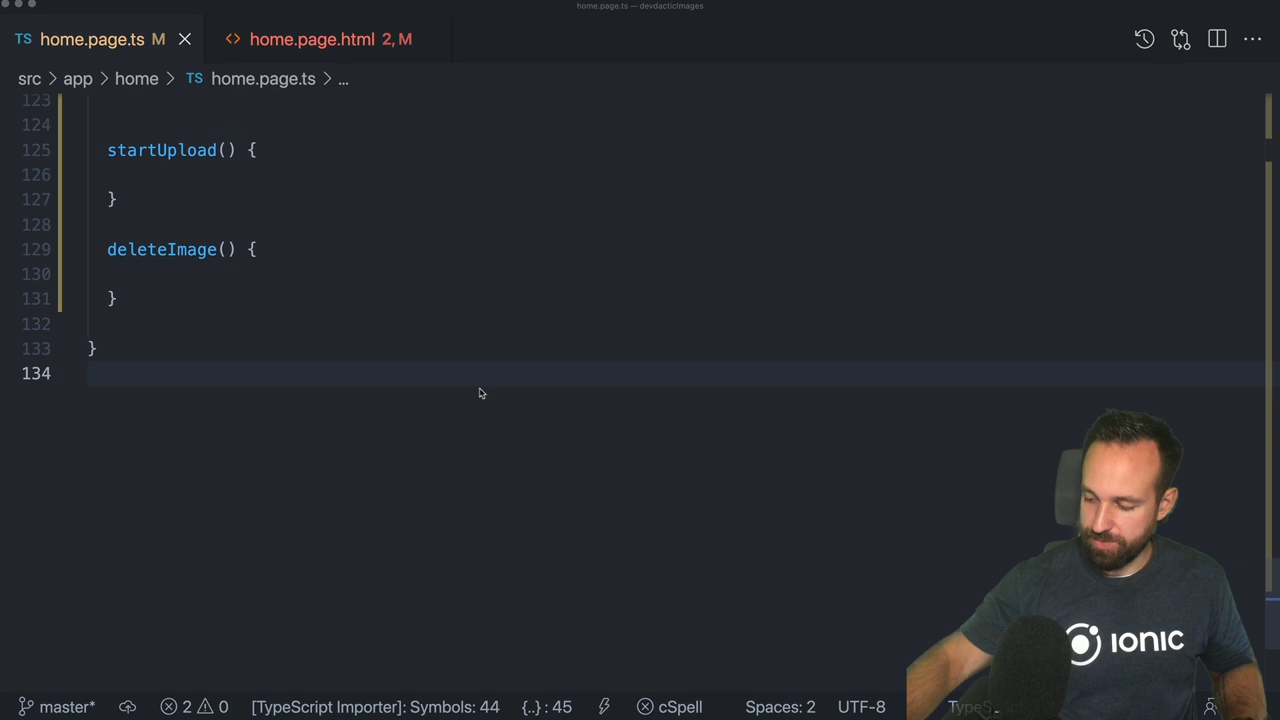 home.page.ts — devdacticImages
TS home.page.ts M home.page.html 2, M
src > app > home > TS home.page.ts > ...
123
124
125 startUpload() {
126
127 }
128
129 deleteImage() {
130
131 }
132
133 }
134
IONIC
master* 2 0 [TypeScript Importer]: Symbols: 44 {..} : 45 cSpell Spaces: 2 UTF-8